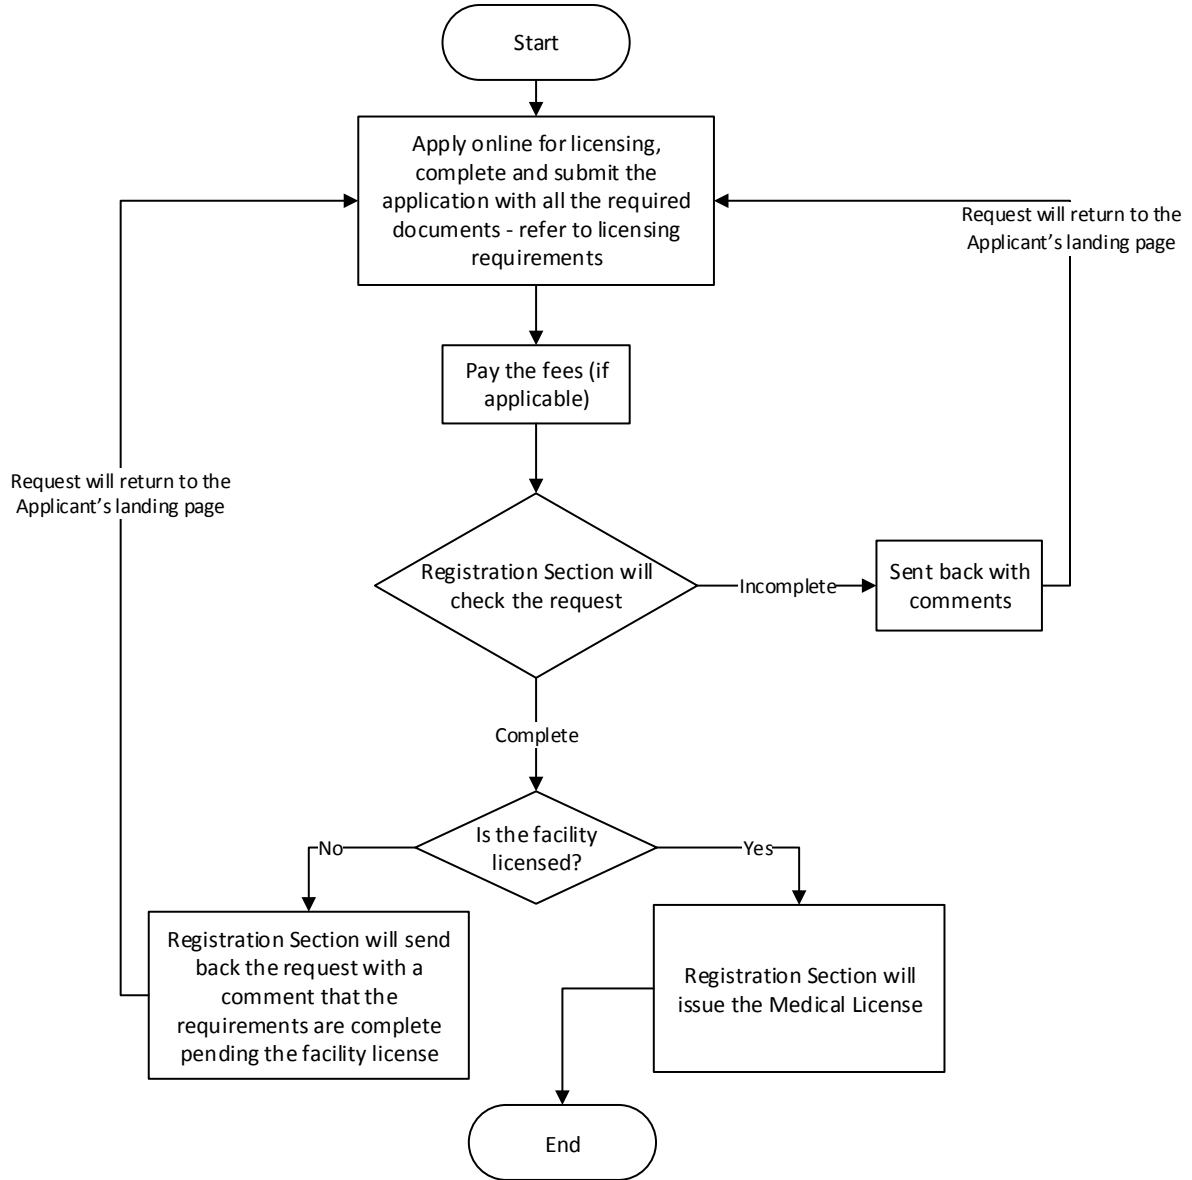 Start
Apply online for licensing,
complete and submit the
application with all the required
documents - refer to licensing
requirements
Request will return to the
Applicant's landing page
Pay the fees (if
applicable)
Request will return to the
Applicant's landing page
Registration Section will
check the request
Incomplete
Sent back with
comments
Complete
Is the facility
licensed?
No
Yes
Registration Section will send
back the request with a
comment that the
requirements are complete
pending the facility license
Registration Section will
issue the Medical License
End